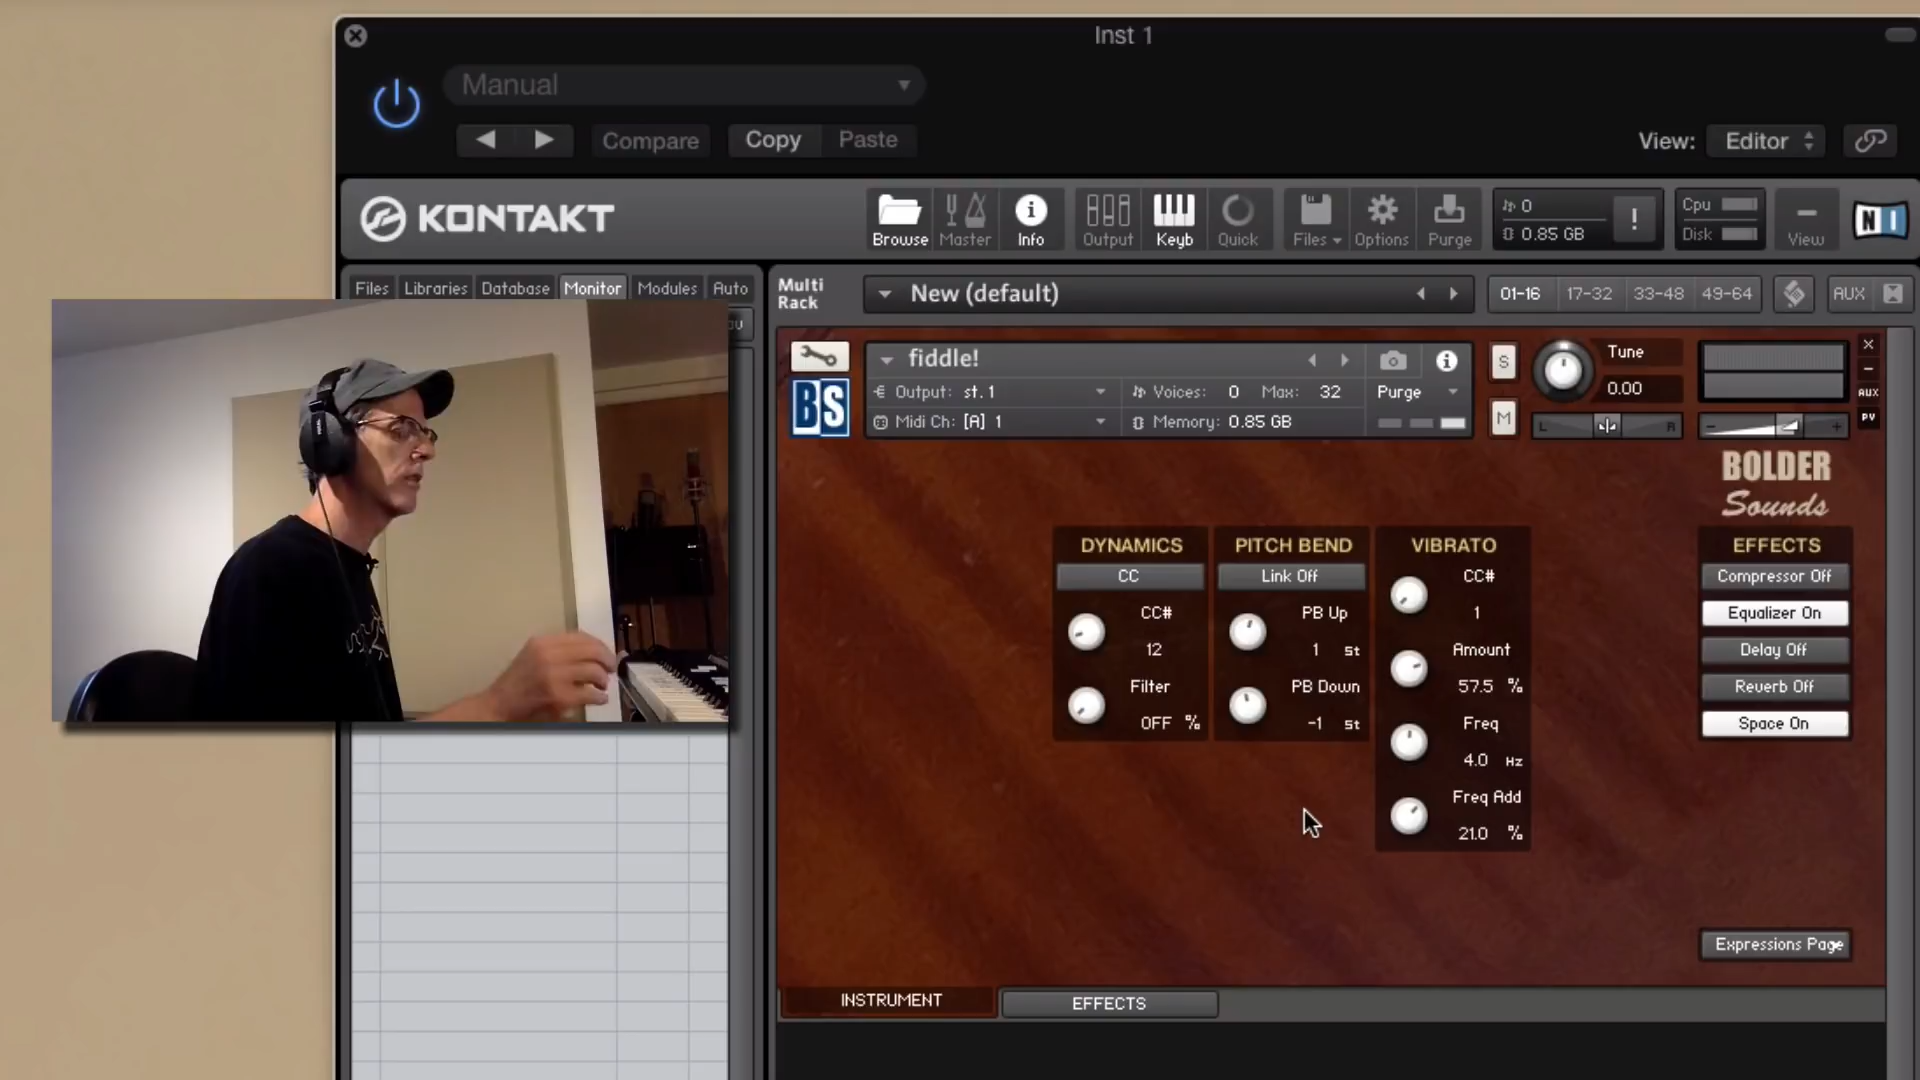 Inst 1
Manual
Compare
Copy
Paste
View:
Editor
KONTAKT
Browse
Master
Info
Output
Keyb
Quick
Files
Options
Purge
0
0.85 GB
!
Cpu
Disk
View
NI
Files
Libraries
Database
Monitor
Modules
Auto
Multi
Rack
New (default)
01-16
17-32
33-48
49-64
AUX
fiddle!
Output: st.1
Voices: 0 Max: 32
Purge
Midi Ch: [A] 1
Memory: 0.85 GB
BS
S
M
Tune
0.00
L
R
AUX
PV
BOLDER
Sounds
DYNAMICS
CC
CC#
12
Filter
OFF %
PITCH BEND
Link Off
PB Up
1 st
PB Down
-1 st
VIBRATO
CC#
1
Amount
57.5 %
Freq
4.0 Hz
Freq Add
21.0 %
EFFECTS
Compressor Off
Equalizer On
Delay Off
Reverb Off
Space On
Expressions Page
INSTRUMENT
EFFECTS